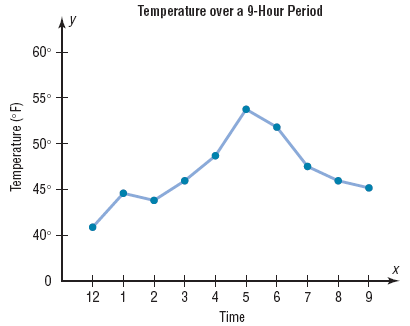 Temperature over a 9-Hour Period
y
60°
55°
50°
45°
40°
0
Temperature (°F)
12 1 2 3 4 5 6 7 8 9
x
Time